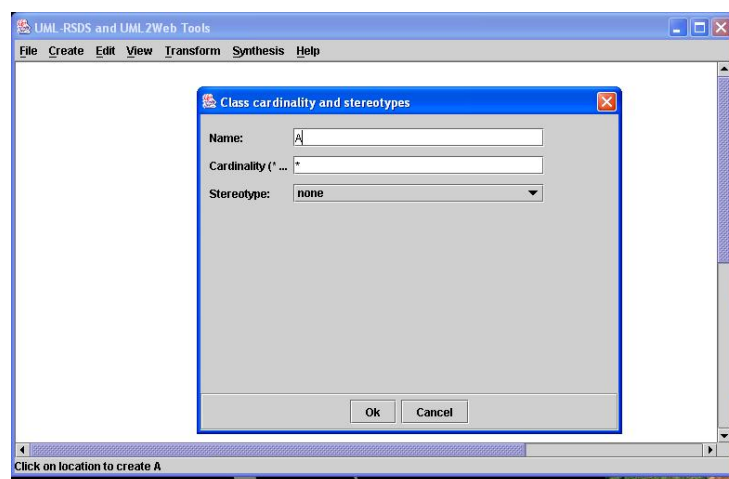 UML-RSDS and UML2Web Tools
File Create Edit View Transform Synthesis Help
Class cardinality and stereotypes
Name: A
Cardinality (* ... *
Stereotype: none
Ok Cancel
Click on location to create A